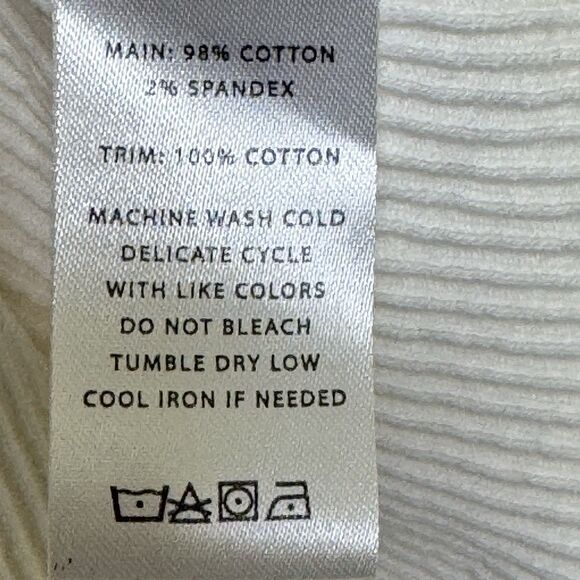 MAIN: 98% COTTON
2% SPANDEX
TRIM: 100% COTTON
MACHINE WASH COLD
DELICATE CYCLE
WITH LIKE COLORS
DO NOT BLEACH
TUMBLE DRY LOW
COOL IRON IF NEEDED